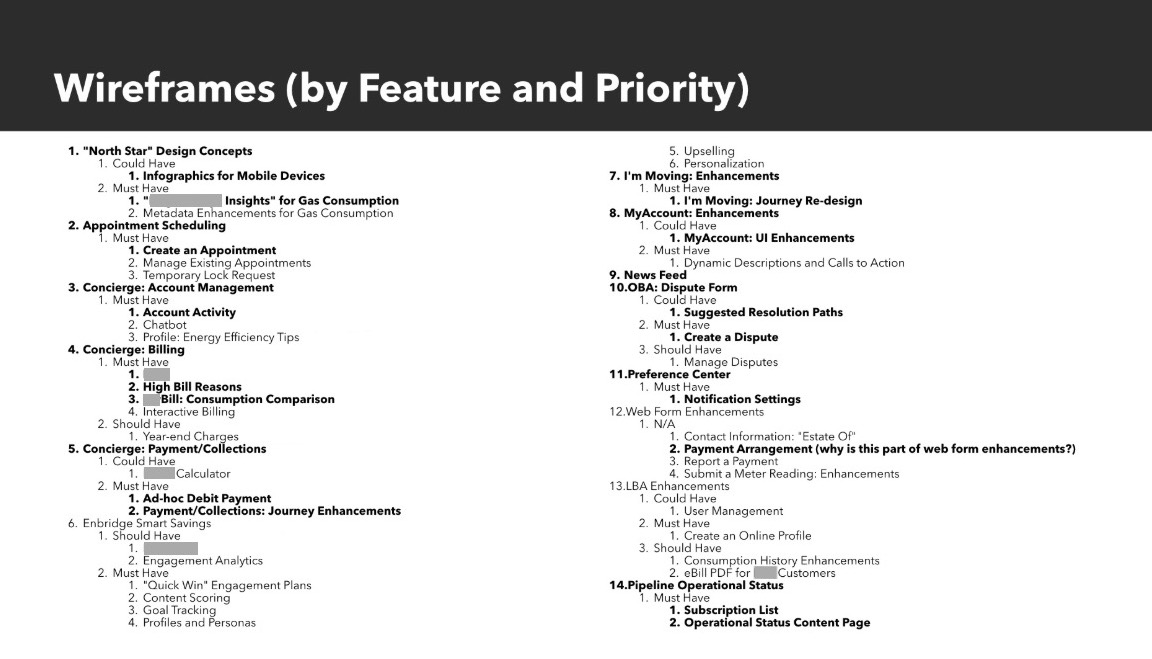 Wireframes (by Feature and Priority)
1. "North Star" Design Concepts
1. Could Have
1. Infographics for Mobile Devices
2. Must Have
1. " Insights" for Gas Consumption
2. Metadata Enhancements for Gas Consumption
2. Appointment Scheduling
1. Must Have
1. Create an Appointment
2. Manage Existing Appointments
3. Temporary Lock Request
3. Concierge: Account Management
1. Must Have
1. Account Activity
2. Chatbot
3. Profile: Energy Efficiency Tips
4. Concierge: Billing
1. Must Have
1.
2. High Bill Reasons
3. Bill: Consumption Comparison
4. Interactive Billing
2. Should Have
1. Year-end Charges
5. Concierge: Payment/Collections
1. Could Have
1. Calculator
2. Must Have
1. Ad-hoc Debit Payment
2. Payment/Collections: Journey Enhancements
6. Enbridge Smart Savings
1. Should Have
1.
2. Engagement Analytics
2. Must Have
1. "Quick Win" Engagement Plans
2. Content Scoring
3. Goal Tracking
4. Profiles and Personas
5. Upselling
6. Personalization
7. I'm Moving: Enhancements
1. Must Have
1. I'm Moving: Journey Re-design
8. MyAccount: Enhancements
1. Could Have
1. MyAccount: UI Enhancements
2. Must Have
1. Dynamic Descriptions and Calls to Action
9. News Feed
10.OBA: Dispute Form
1. Could Have
1. Suggested Resolution Paths
2. Must Have
1. Create a Dispute
3. Should Have
1. Manage Disputes
11.Preference Center
1. Must Have
1. Notification Settings
12.Web Form Enhancements
1. N/A
1. Contact Information: "Estate Of"
2. Payment Arrangement (why is this part of web form enhancements?)
3. Report a Payment
4. Submit a Meter Reading: Enhancements
13.LBA Enhancements
1. Could Have
1. User Management
2. Must Have
1. Create an Online Profile
3. Should Have
1. Consumption History Enhancements
2. eBill PDF for Customers
14.Pipeline Operational Status
1. Must Have
1. Subscription List
2. Operational Status Content Page